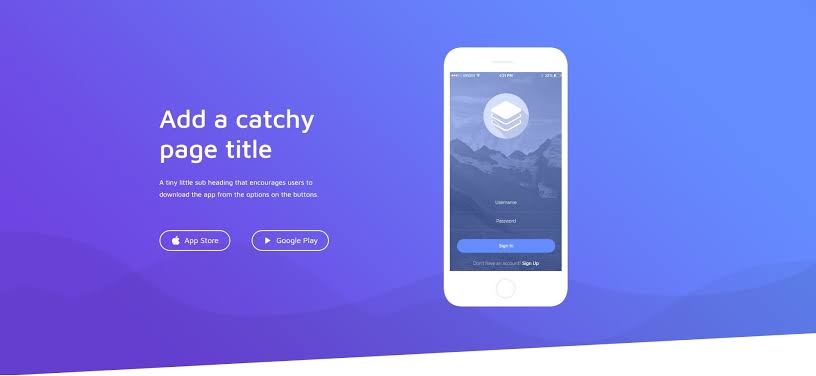 Add a catchy
page title
A tiny little sub heading that encourages users to
download the app from the options on the buttons.
App Store
Google Play
4:21 PM
22%
Username
Password
Sign In
Don't have an account? Sign Up